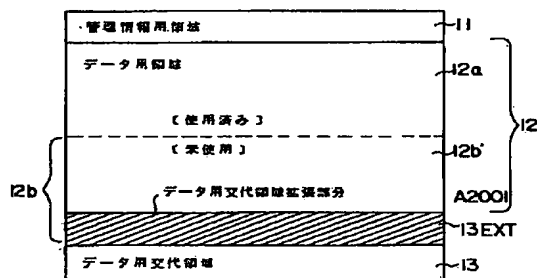 管理情報用領域
11
データ用領域
12a
12
〔使用済み〕
〔未使用〕
12b'
12b
データ用交代領域拡張部分
A2001
13EXT
データ用交代領域
13